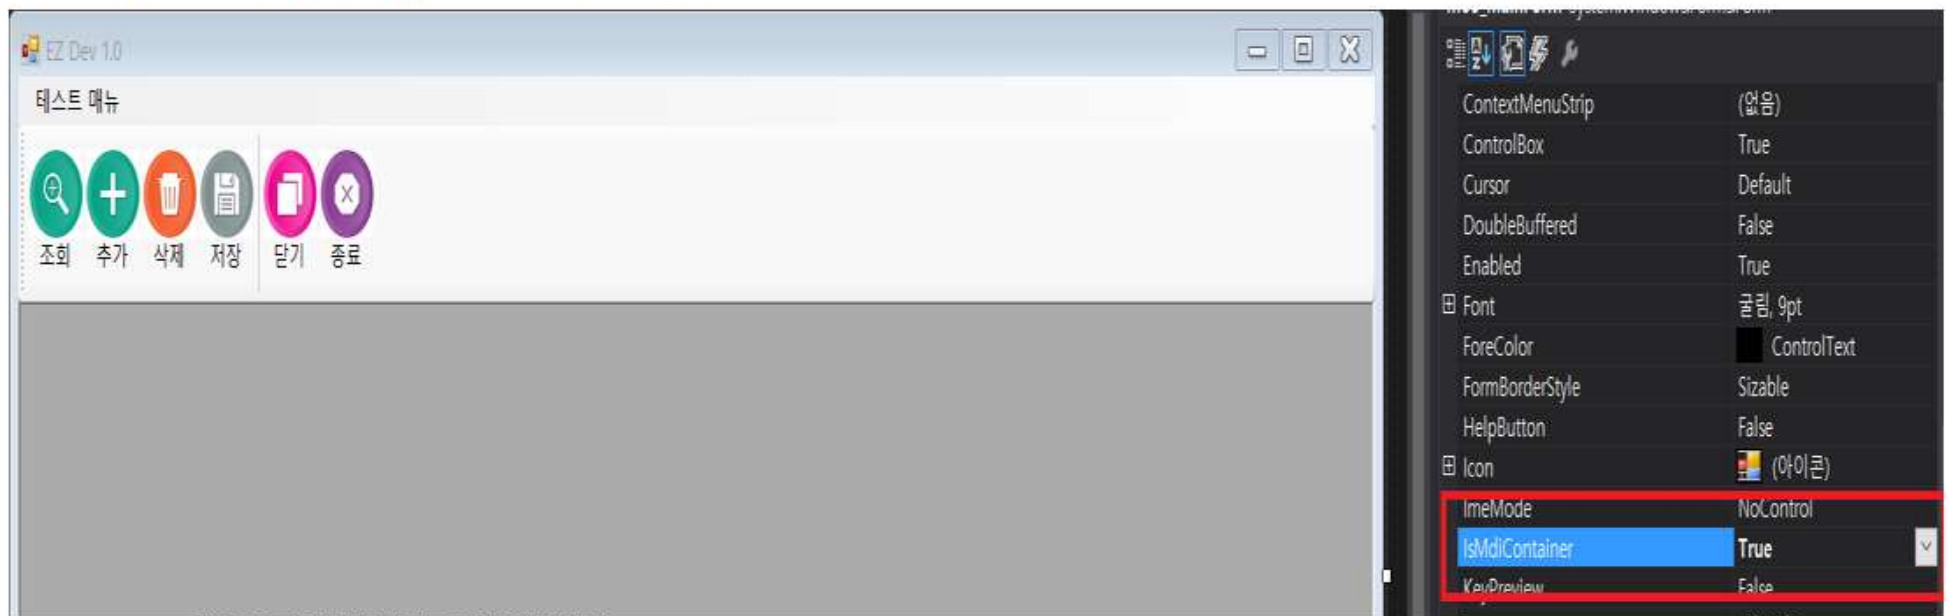 EZ Dev 1.0
테스트 매뉴
조회 추가 삭제 저장 닫기 종료
ContextMenuStrip (없음)
ControlBox True
Cursor Default
DoubleBuffered False
Enabled True
Font 굴림, 9pt
ForeColor ControlText
FormBorderStyle Sizable
HelpButton False
Icon (아이콘)
ImeMode NoControl
IsMdiContainer True
KeyPreview False